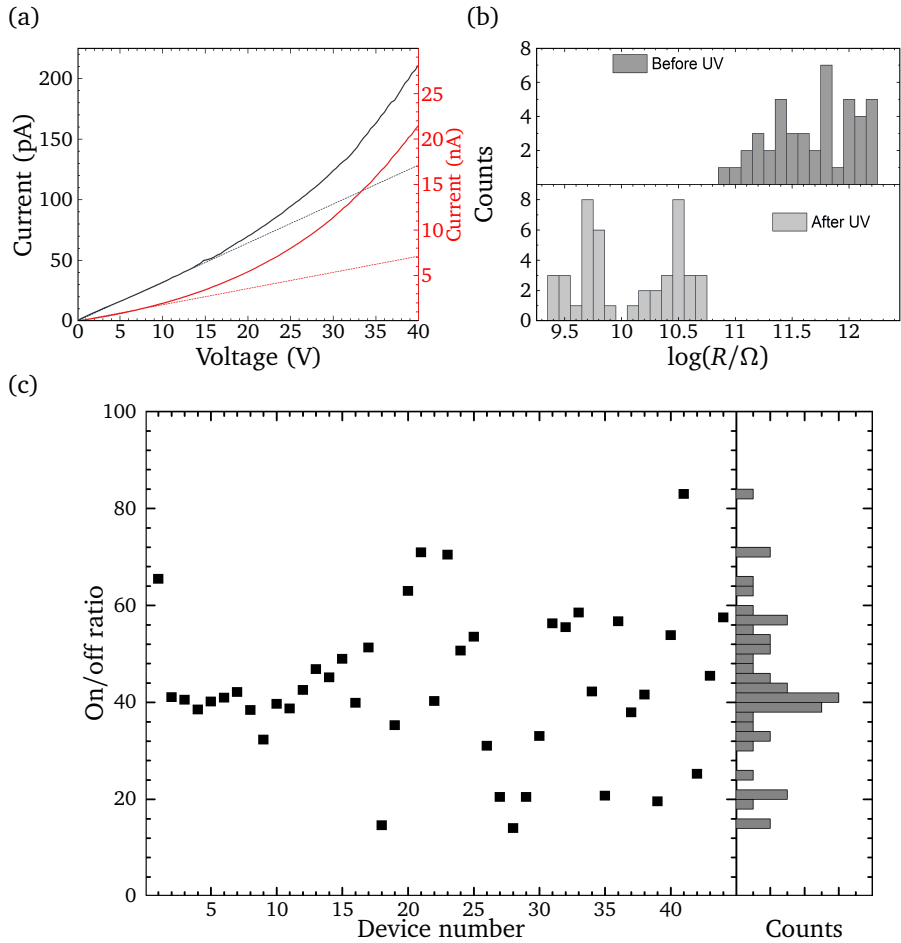 (a)
Current (pA)
200
150
100
50
0
0 5 10 15 20 25 30 35 40
Voltage (V)
25
20
15
10
5
Current (nA)
(b)
Counts
8
6
4
2
Before UV
8
6
4
2
0
After UV
9.5 10 10.5 11 11.5 12
log(R/Ω)
(c)
On/off ratio
100
80
60
40
20
0
5 10 15 20 25 30 35 40
Device number
Counts